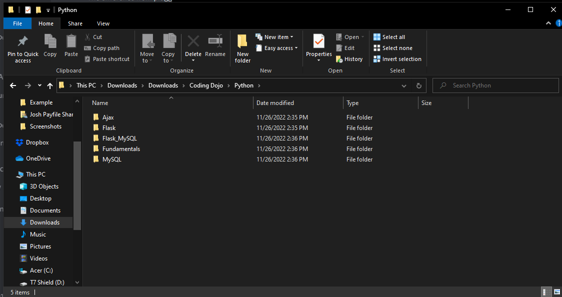 Python
File Home Share View
Pin to Quick access
Copy
Paste
Cut
Copy path
Paste shortcut
Clipboard
Move to
Copy to
Delete
Rename
Organize
New folder
New item
Easy access
New
Properties
Open
Edit
History
Open
Select all
Select none
Invert selection
Select
This PC > Downloads > Downloads > Coding Dojo > Python >
Search Python
Name Date modified Type Size
Example
Josh Payfile Shar
Screenshots
Dropbox
OneDrive
This PC
3D Objects
Desktop
Documents
Downloads
Music
Pictures
Videos
Acer (C:)
T7 Shield (D:)
Ajax 11/26/2022 2:35 PM File folder
Flask 11/26/2022 2:35 PM File folder
Flask_MySQL 11/26/2022 2:36 PM File folder
Fundamentals 11/26/2022 2:36 PM File folder
MySQL 11/26/2022 2:36 PM File folder
5 items